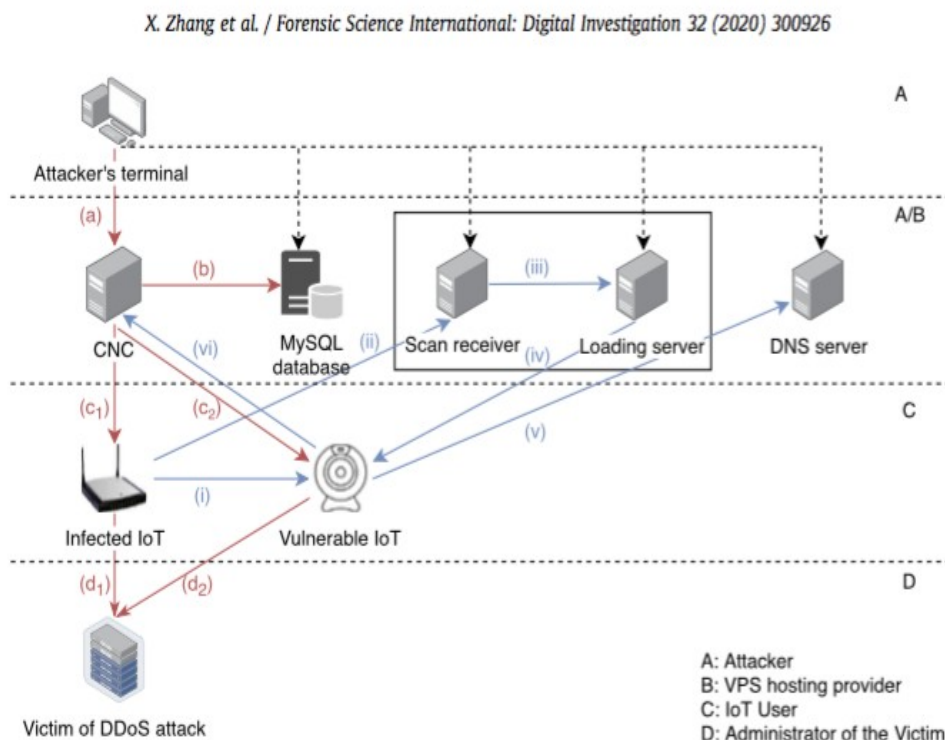 X. Zhang et al. / Forensic Science International: Digital Investigation 32 (2020) 300926
A
Attacker's terminal
(a)
A/B
(b)
(iii)
CNC
(vi)
MySQL
database
(ii)
Scan receiver
(iv)
Loading server
DNS server
(c₁)
(c₂)
(v)
C
(i)
Infected IoT
Vulnerable IoT
(d₁)
(d₂)
D
Victim of DDoS attack
A: Attacker
B: VPS hosting provider
C: IoT User
D: Administrator of the Victim